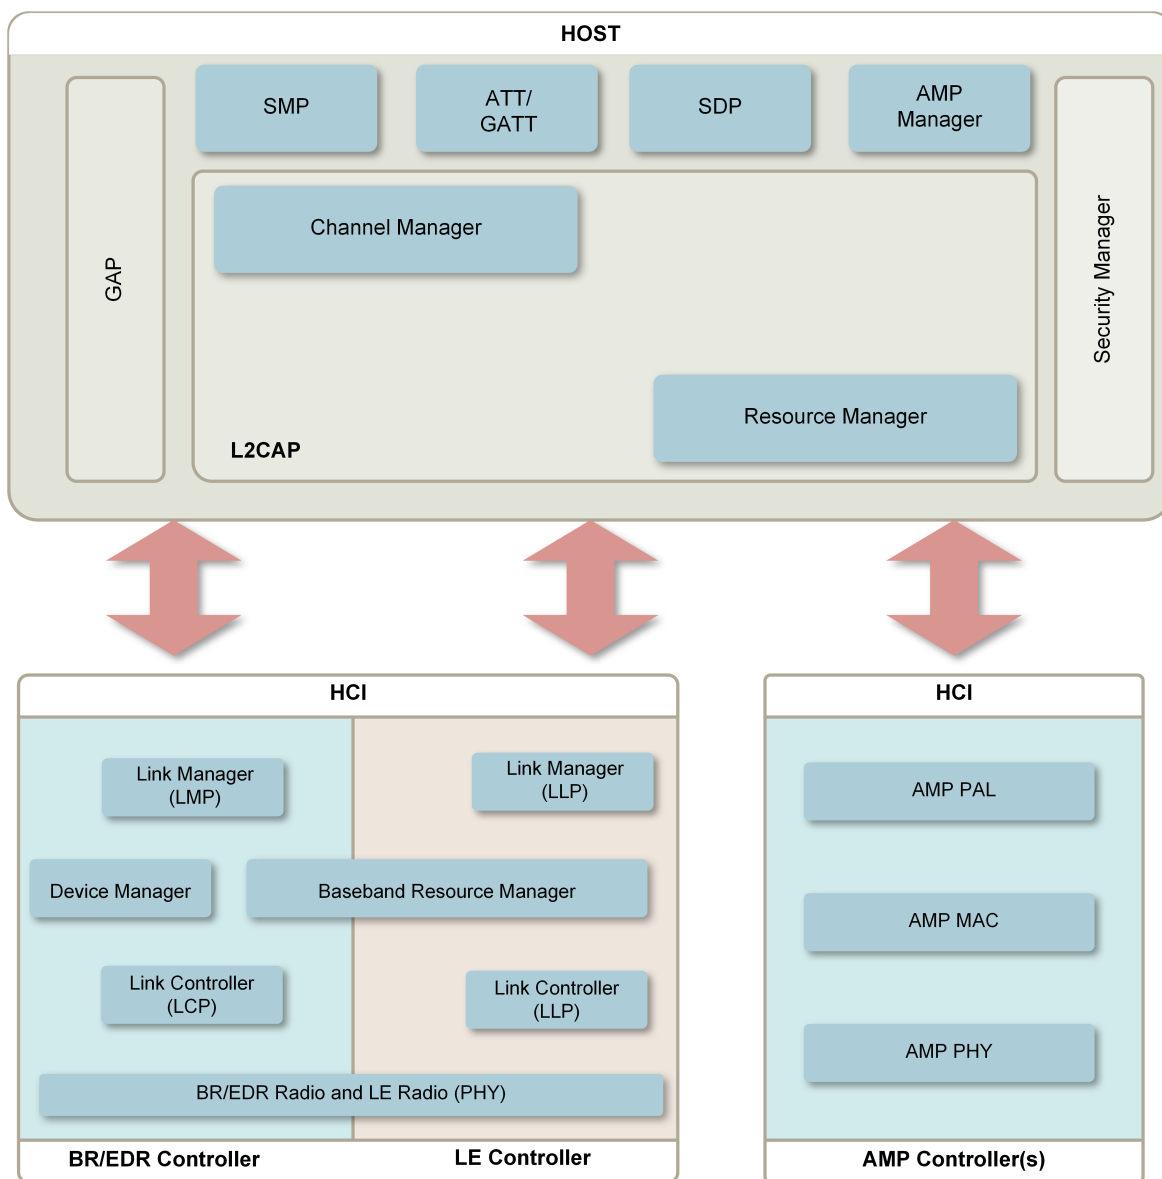 HOST
SMP
ATT/
GATT
SDP
AMP
Manager
GAP
Channel Manager
Security Manager
Resource Manager
L2CAP
HCI
Link Manager
(LMP)
Link Manager
(LLP)
Device Manager
Baseband Resource Manager
Link Controller
(LCP)
Link Controller
(LLP)
BR/EDR Radio and LE Radio (PHY)
BR/EDR Controller
LE Controller
HCI
AMP PAL
AMP MAC
AMP PHY
AMP Controller(s)